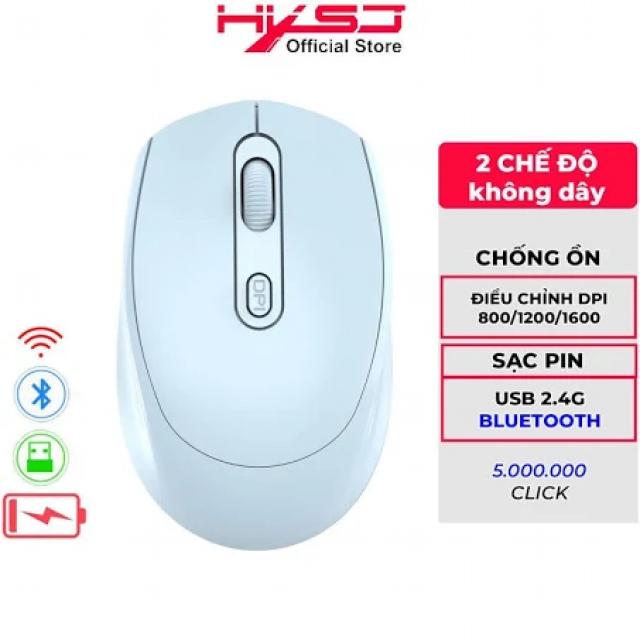 HXSJ
Official Store
2 CHẾ ĐỘ
không dây
CHỐNG ỒN
ĐIỀU CHỈNH DPI
800/1200/1600
SẠC PIN
USB 2.4G
BLUETOOTH
5.000.000
CLICK
DPI